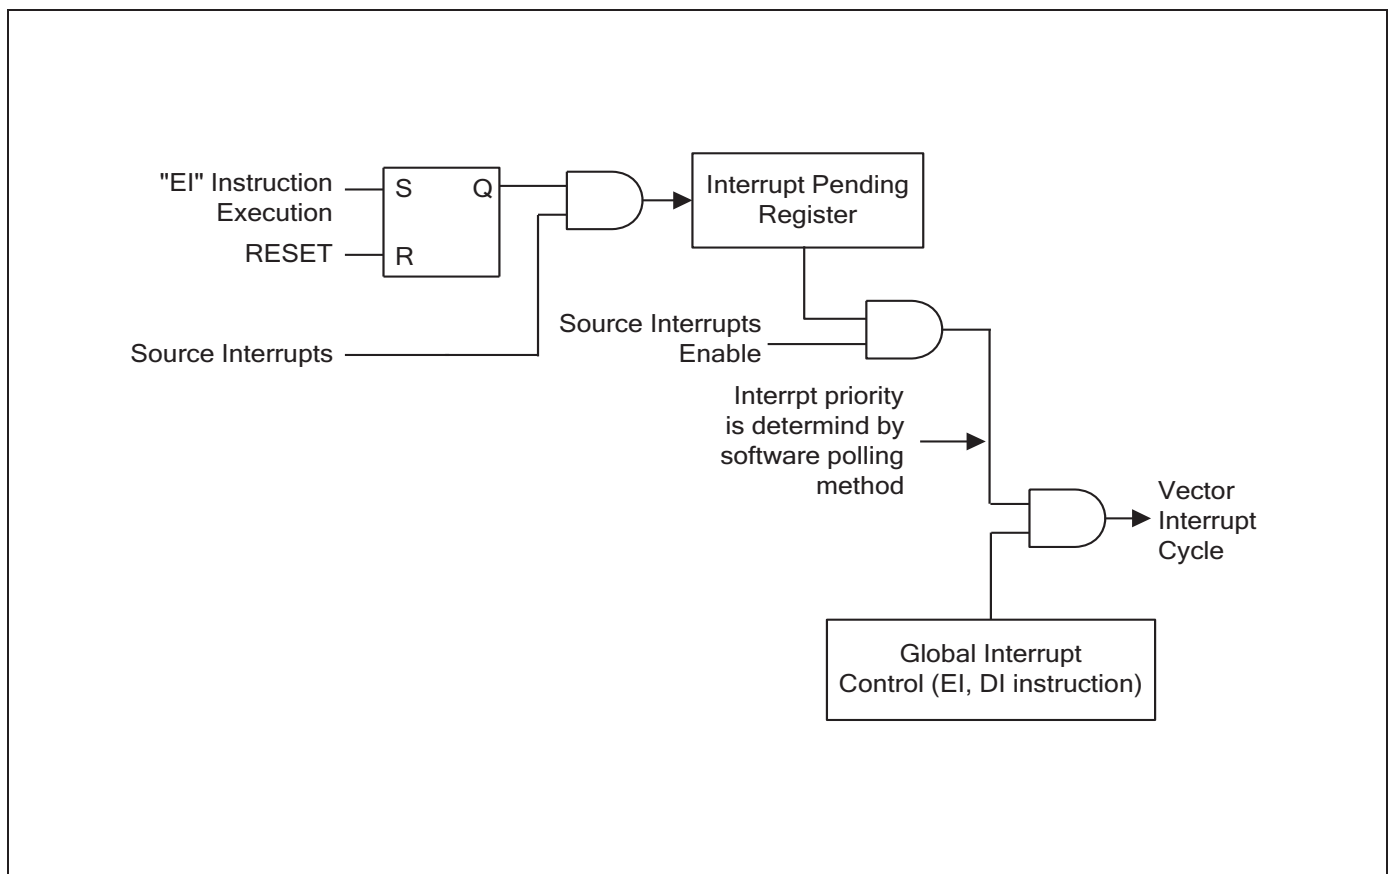 "EI" Instruction
Execution
RESET
S
Q
R
Interrupt Pending
Register
Source Interrupts
Source Interrupts
Enable
Interrpt priority
is determind by
software polling
method
Vector
Interrupt
Cycle
Global Interrupt
Control (EI, DI instruction)